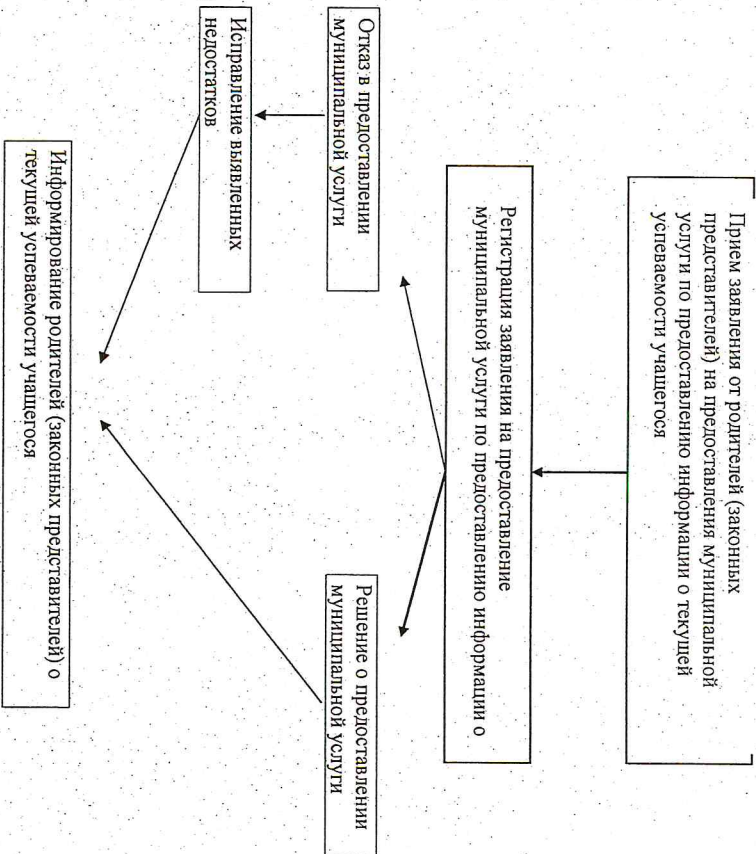 Прием заявления от родителей (законных
представителей) на предоставления муниципальной
услуги по предоставлению информации о текущей
успеваемости учащегося
Регистрация заявления на предоставление
муниципальной услуги по предоставлению информации о
Отказ в предоставлении
муниципальной услуги
Решение о предоставлении
муниципальной услуги
Исправление выявленных
недостатков
Информирование родителей (законных представителей) о
текущей успеваемости учащегося